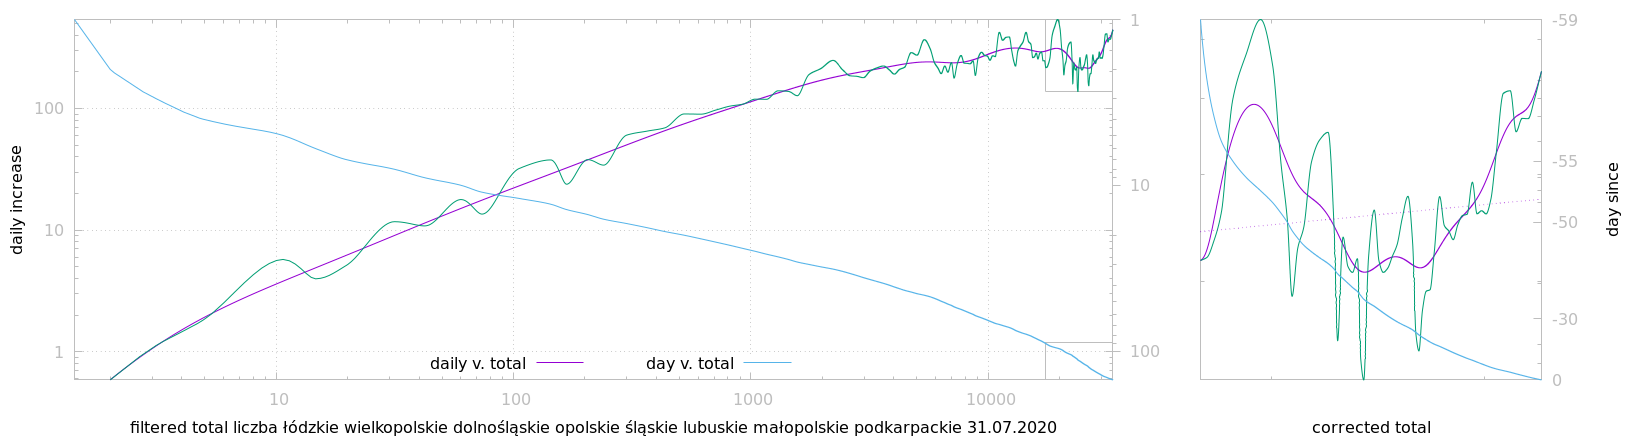 daily increase
100
10
1
10
100
1000
10000
1
10
100
daily v. total
day v. total
filtered total liczba łódzkie wielkopolskie dolnośląskie opolskie śląskie lubuskie małopolskie podkarpackie 31.07.2020
-59
-55
-50
-30
0
day since
corrected total